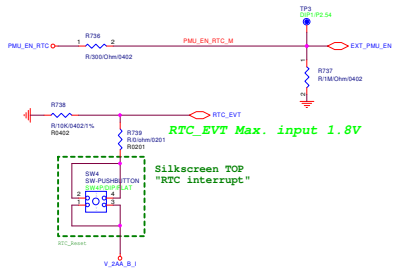 TP3
DIP1/P2.54
R736
PMU_EN_RTC
1
2
PMU_EN_RTC_M
EXT_PMU_EN
R/300/Ohm/0402
1
R737
R/1M/Ohm/0402
2
R738
RTC_EVT
R/10K/0402/1%
R0402
R739
R/0/ohm/0201
R0201
RTC_EVT Max. input 1.8V
Silkscreen TOP
"RTC interrupt"
SW4
SW-PUSHBUTTON
2
4
1
3
RTC_Reset
V_2AA_B_I